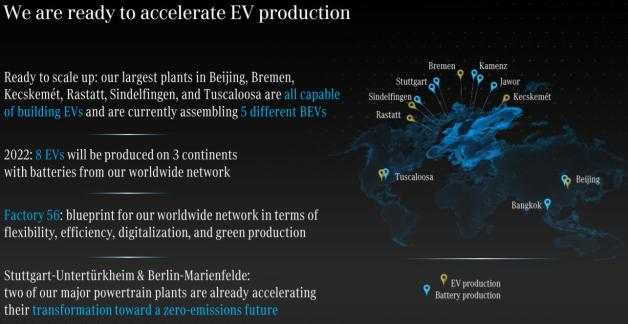 We are ready to accelerate EV production
Ready to scale up: our largest plants in Beijing, Bremen,
Kecskemét, Rastatt, Sindelfingen, and Tuscaloosa are all capable
of building EVs and are currently assembling 5 different BEVs
2022: 8 EVs will be produced on 3 continents
with batteries from our worldwide network
Factory 56: blueprint for our worldwide network in terms of
flexibility, efficiency, digitalization, and green production
Stuttgart-Untertürkheim & Berlin-Marienfelde:
two of our major powertrain plants are already accelerating
their transformation toward a zero-emissions future
Bremen
Kamenz
Stuttgart
Jawor
Sindelfingen
Kecskemét
Rastatt
Tuscaloosa
Beijing
Bangkok
EV production
Battery production